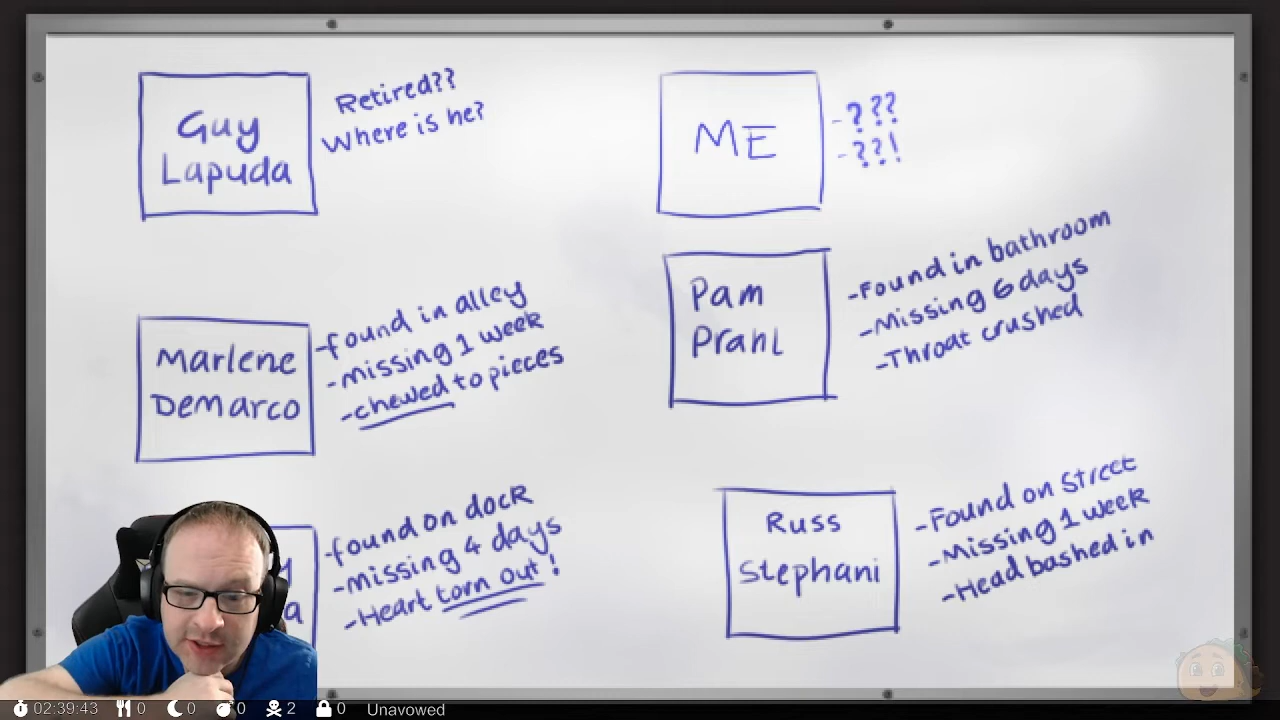 Guy
Lapuda
Retired??
Where is he?
ME
-???
-??!
Marlene
DeMarco
-found in alley
-missing 1 week
-chewed to pieces
Pam
Prahl
-Found in bathroom
-Missing 6 days
-Throat crushed
a
-found on dock
-missing 4 days
-Heart torn out!
Russ
Stephani
-Found on Street
-Missing 1 week
-Head bashed in
02:39:43 0 0 0 2 0 Unavowed